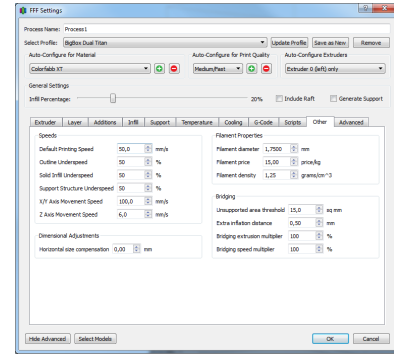 FFF Settings
Process Name: Process1
Select Profile: BigBox Dual Titan Update Profile Save as New Remove
Auto-Configure for Material Auto-Configure for Print Quality Auto-Configure Extruders
Colorfabb XT Medium/Fast Extruder 0 (left) only
General Settings
Infill Percentage: 20% Include Raft Generate Support
Extruder Layer Additions Infill Support Temperature Cooling G-Code Scripts Other Advanced
Speeds Filament Properties
Default Printing Speed 50,0 mm/s Filament diameter 1,7500 mm
Outline Underspeed 50 % Filament price 15,00 price/kg
Solid Infill Underspeed 50 % Filament density 1,25 grams/cm^3
Support Structure Underspeed 50 %
X/Y Axis Movement Speed 100,0 mm/s Bridging
Z Axis Movement Speed 6,0 mm/s Unsupported area threshold 15,0 sq mm
Extra inflation distance 0,50 mm
Dimensional Adjustments Bridging extrusion multiplier 100 %
Horizontal size compensation 0,00 mm Bridging speed multiplier 100 %
Hide Advanced Select Models OK Cancel